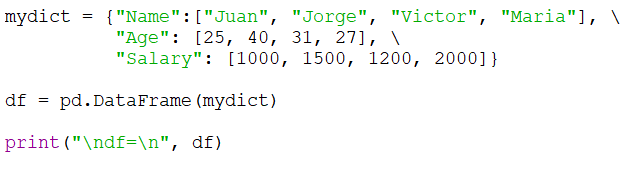 mydict = {"Name":["Juan", "Jorge", "Victor", "Maria"], \
          "Age": [25, 40, 31, 27], \
          "Salary": [1000, 1500, 1200, 2000]}
df = pd.DataFrame(mydict)
print("\ndf=\n", df)